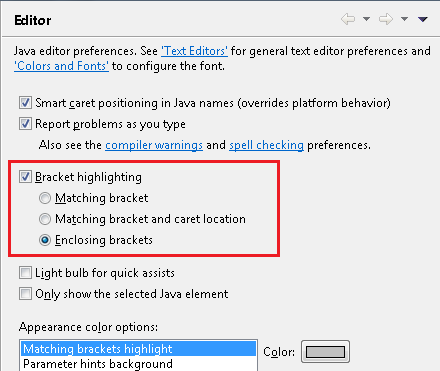 Editor
Java editor preferences. See 'Text Editors' for general text editor preferences and
'Colors and Fonts' to configure the font.
Smart caret positioning in Java names (overrides platform behavior)
Report problems as you type
Also see the compiler warnings and spell checking preferences.
Bracket highlighting
Matching bracket
Matching bracket and caret location
Enclosing brackets
Light bulb for quick assists
Only show the selected Java element
Appearance color options:
Matching brackets highlight Color:
Parameter hints background